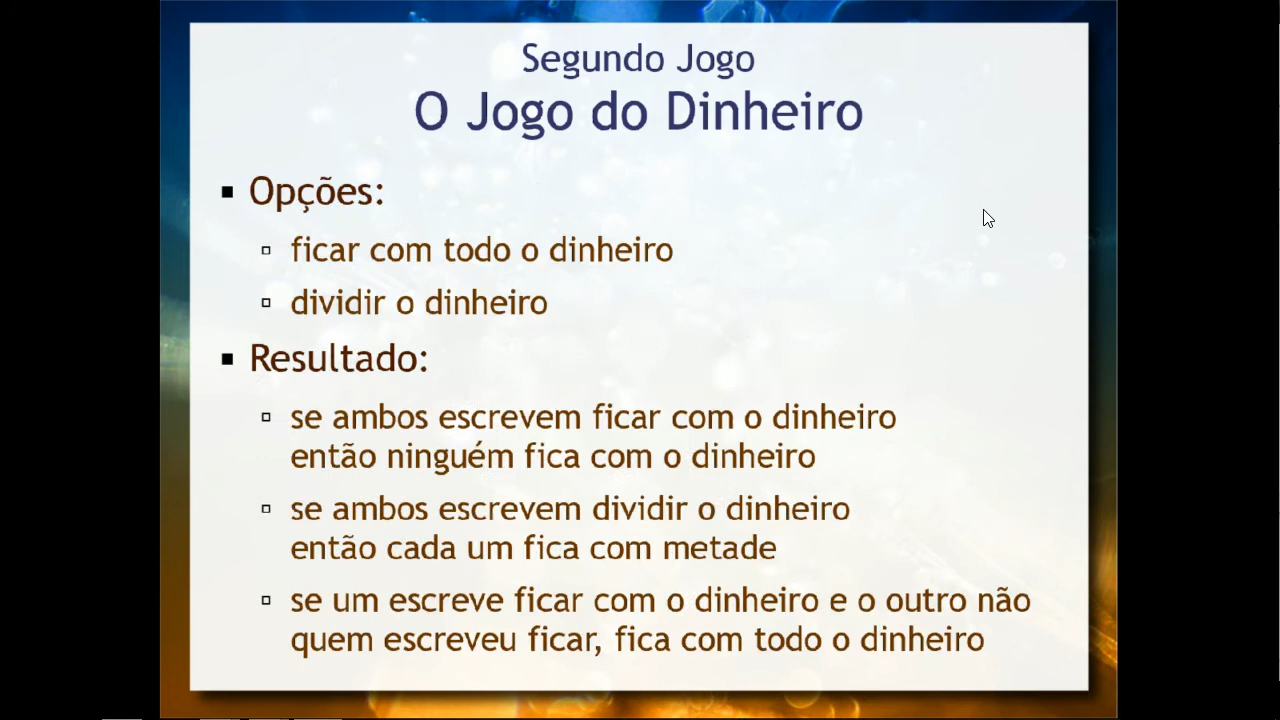 Segundo Jogo
O Jogo do Dinheiro
Opções:
ficar com todo o dinheiro
dividir o dinheiro
Resultado:
se ambos escrevem ficar com o dinheiro
então ninguém fica com o dinheiro
se ambos escrevem dividir o dinheiro
então cada um fica com metade
se um escreve ficar com o dinheiro e o outro não
quem escreveu ficar, fica com todo o dinheiro